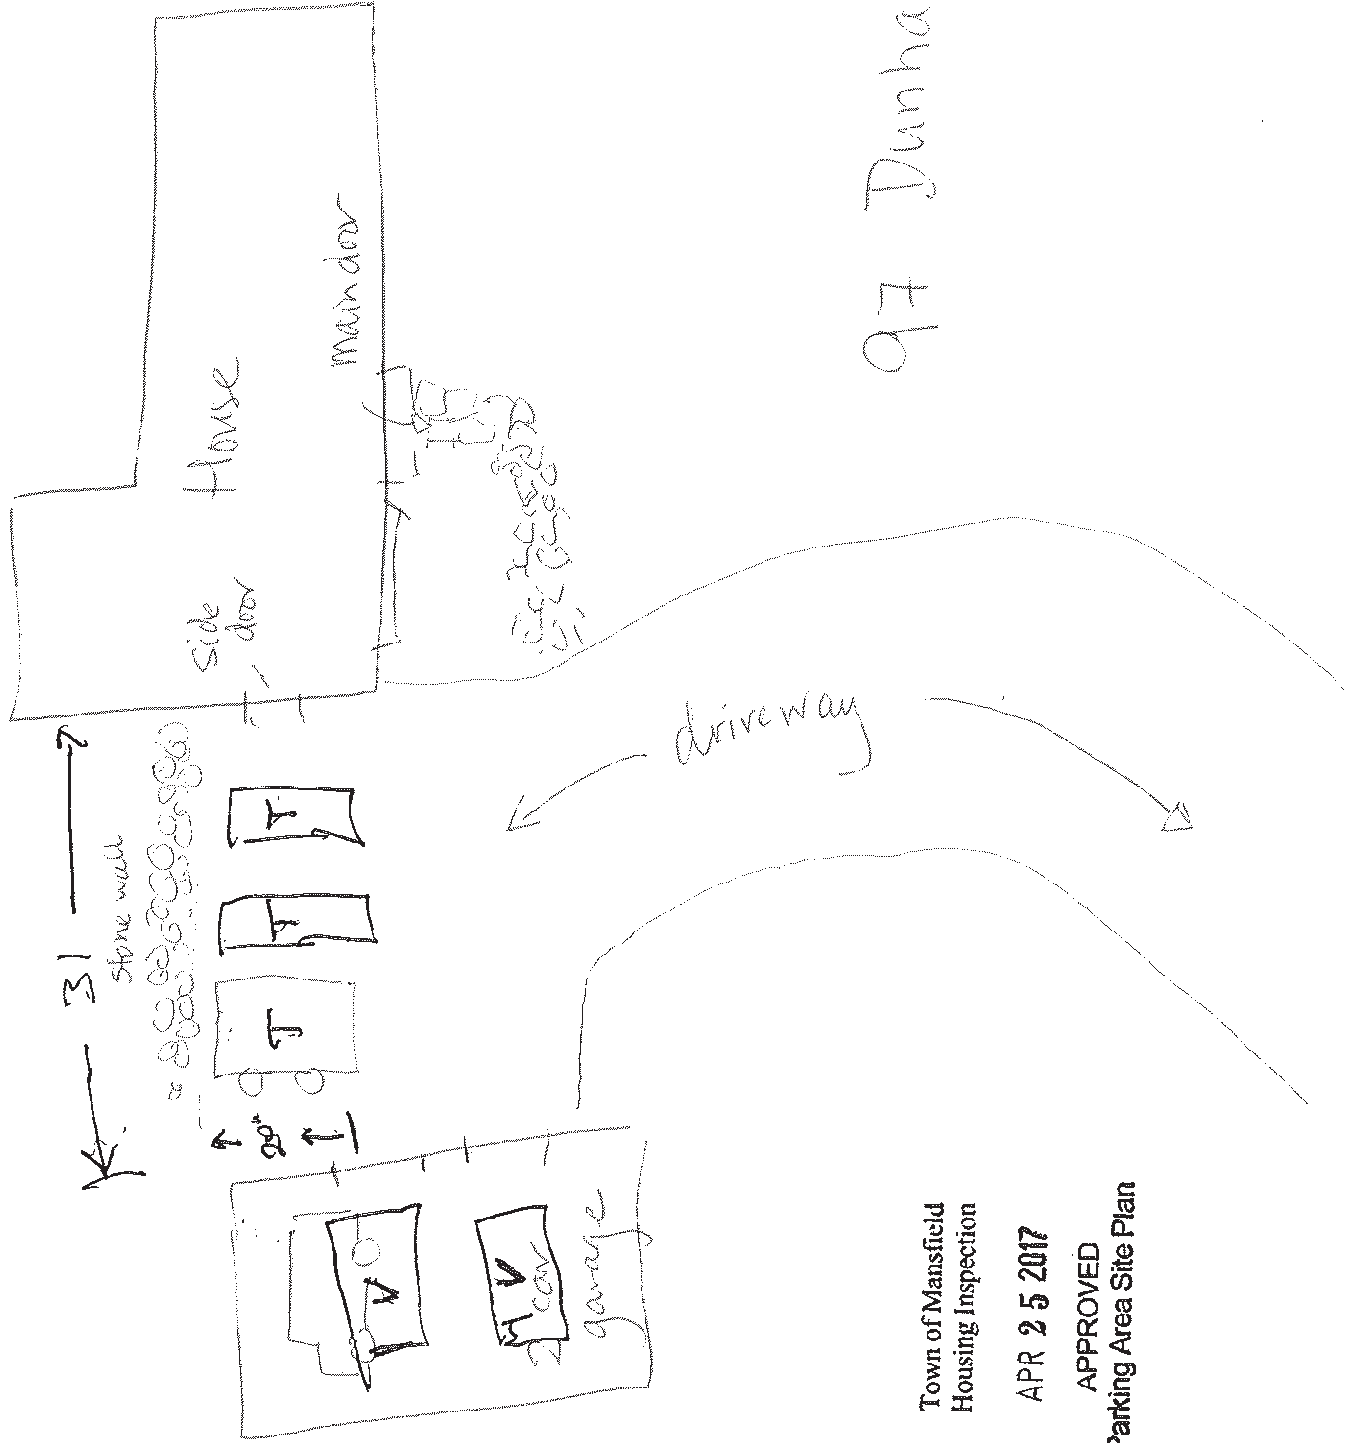 97 Dunha
main door
House
side
door
driveway
31
stone wall
T
T
T
20'
V
V
2 car
garage
Town of Mansfield
Housing Inspection
APR 25 2017
APPROVED
Parking Area Site Plan